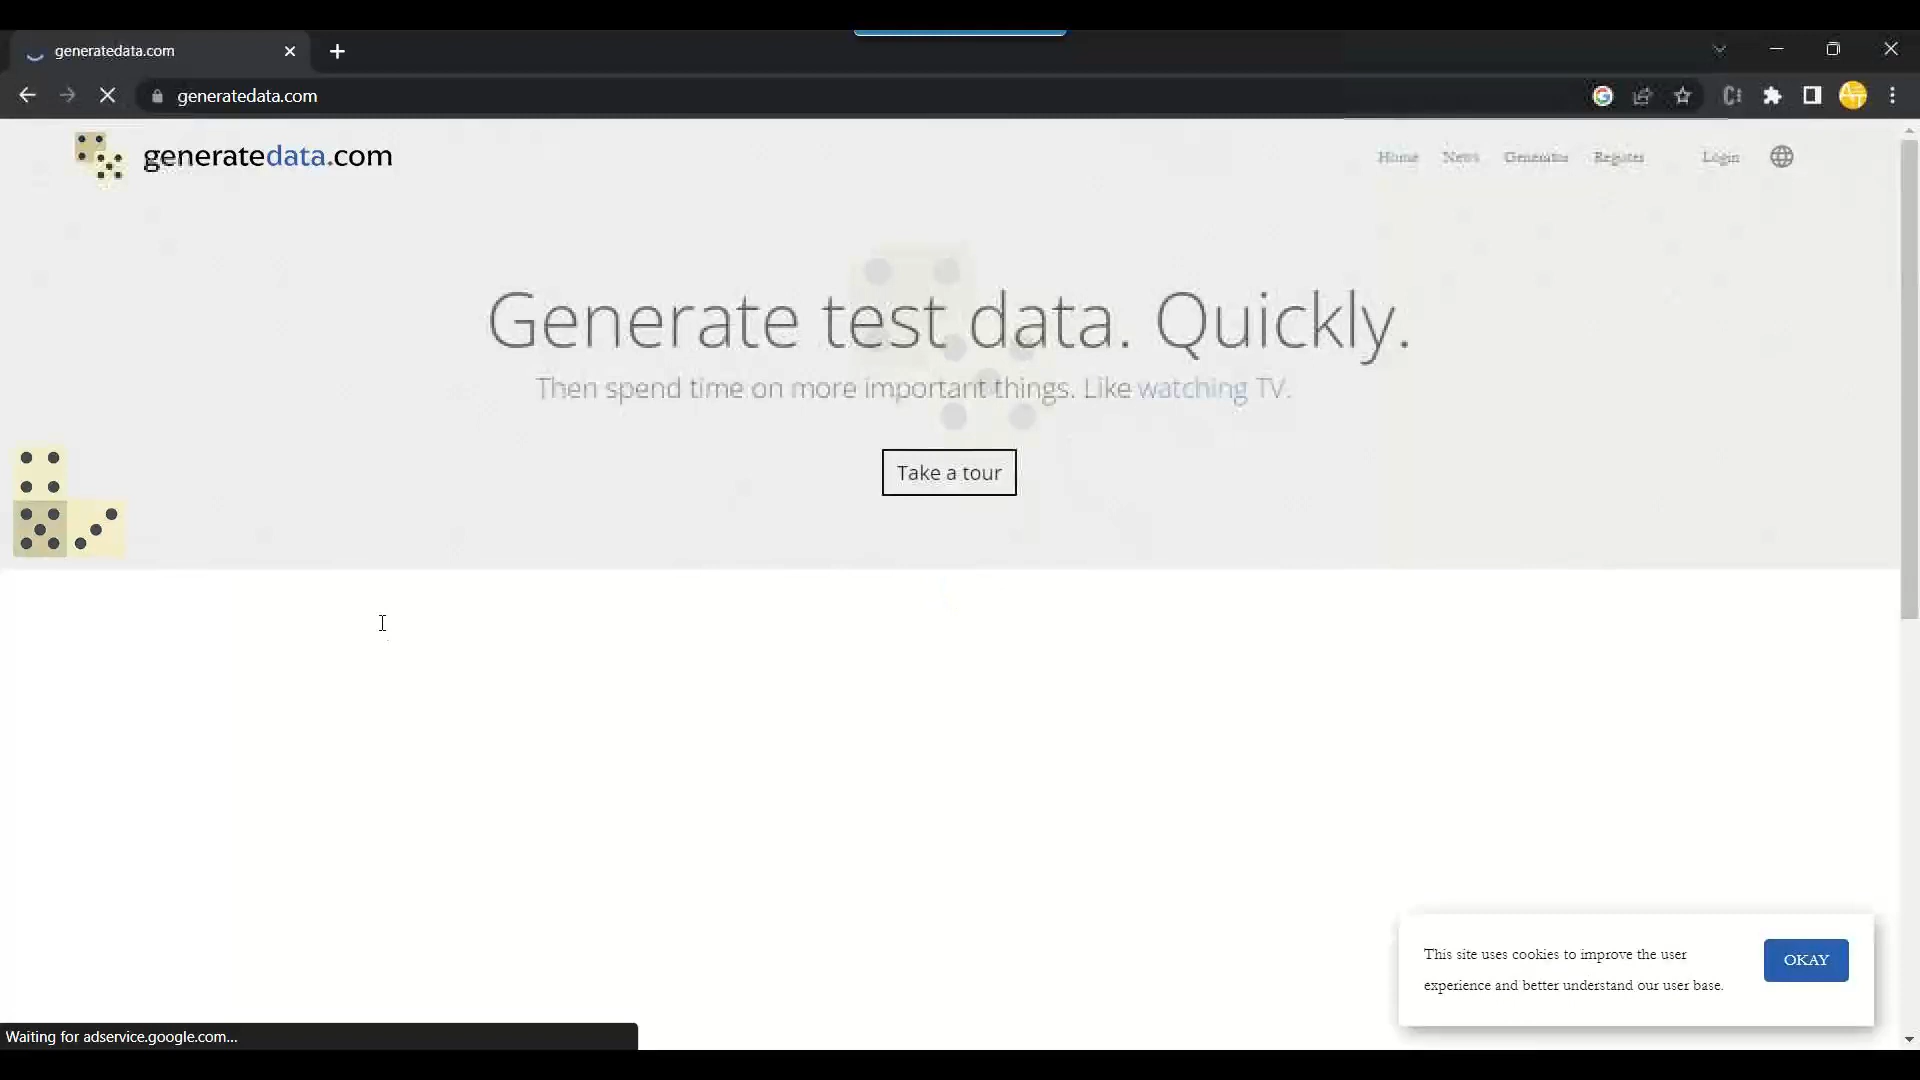 generatedata.com
generatedata.com
generatedata.com
Home News Generator Register Login
Generate test data. Quickly.
Then spend time on more important things. Like watching TV.
Take a tour
This site uses cookies to improve the user
experience and better understand our user base.
OKAY
Waiting for adservice.google.com...